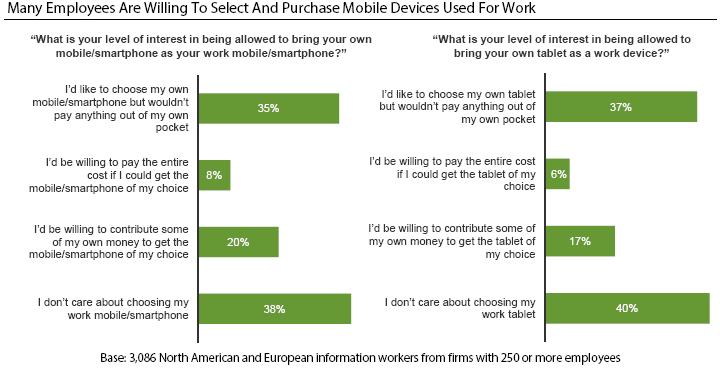 Many Employees Are Willing To Select And Purchase Mobile Devices Used For Work
“What is your level of interest in being allowed to bring your own
mobile/smartphone as your work mobile/smartphone?”
I’d like to choose my own
mobile/smartphone but wouldn’t
pay anything out of my own
pocket
35%
I’d be willing to pay the entire
cost if I could get the
mobile/smartphone of my choice
8%
I’d be willing to contribute some
of my own money to get the
mobile/smartphone of my choice
20%
I don’t care about choosing my
work mobile/smartphone
38%
“What is your level of interest in being allowed to
bring your own tablet as a work device?”
I’d like to choose my own tablet
but wouldn’t pay anything out of
my own pocket
37%
I’d be willing to pay the entire cost
if I could get the tablet of my
choice
6%
I’d be willing to contribute some of
my own money to get the tablet of
my choice
17%
I don’t care about choosing my
work tablet
40%
Base: 3,086 North American and European information workers from firms with 250 or more employees